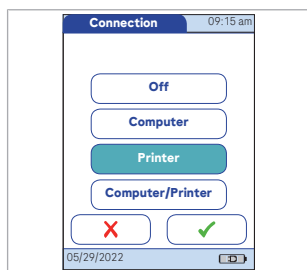 Connection 09:15 am
Off
Computer
Printer
Computer/Printer
05/29/2022